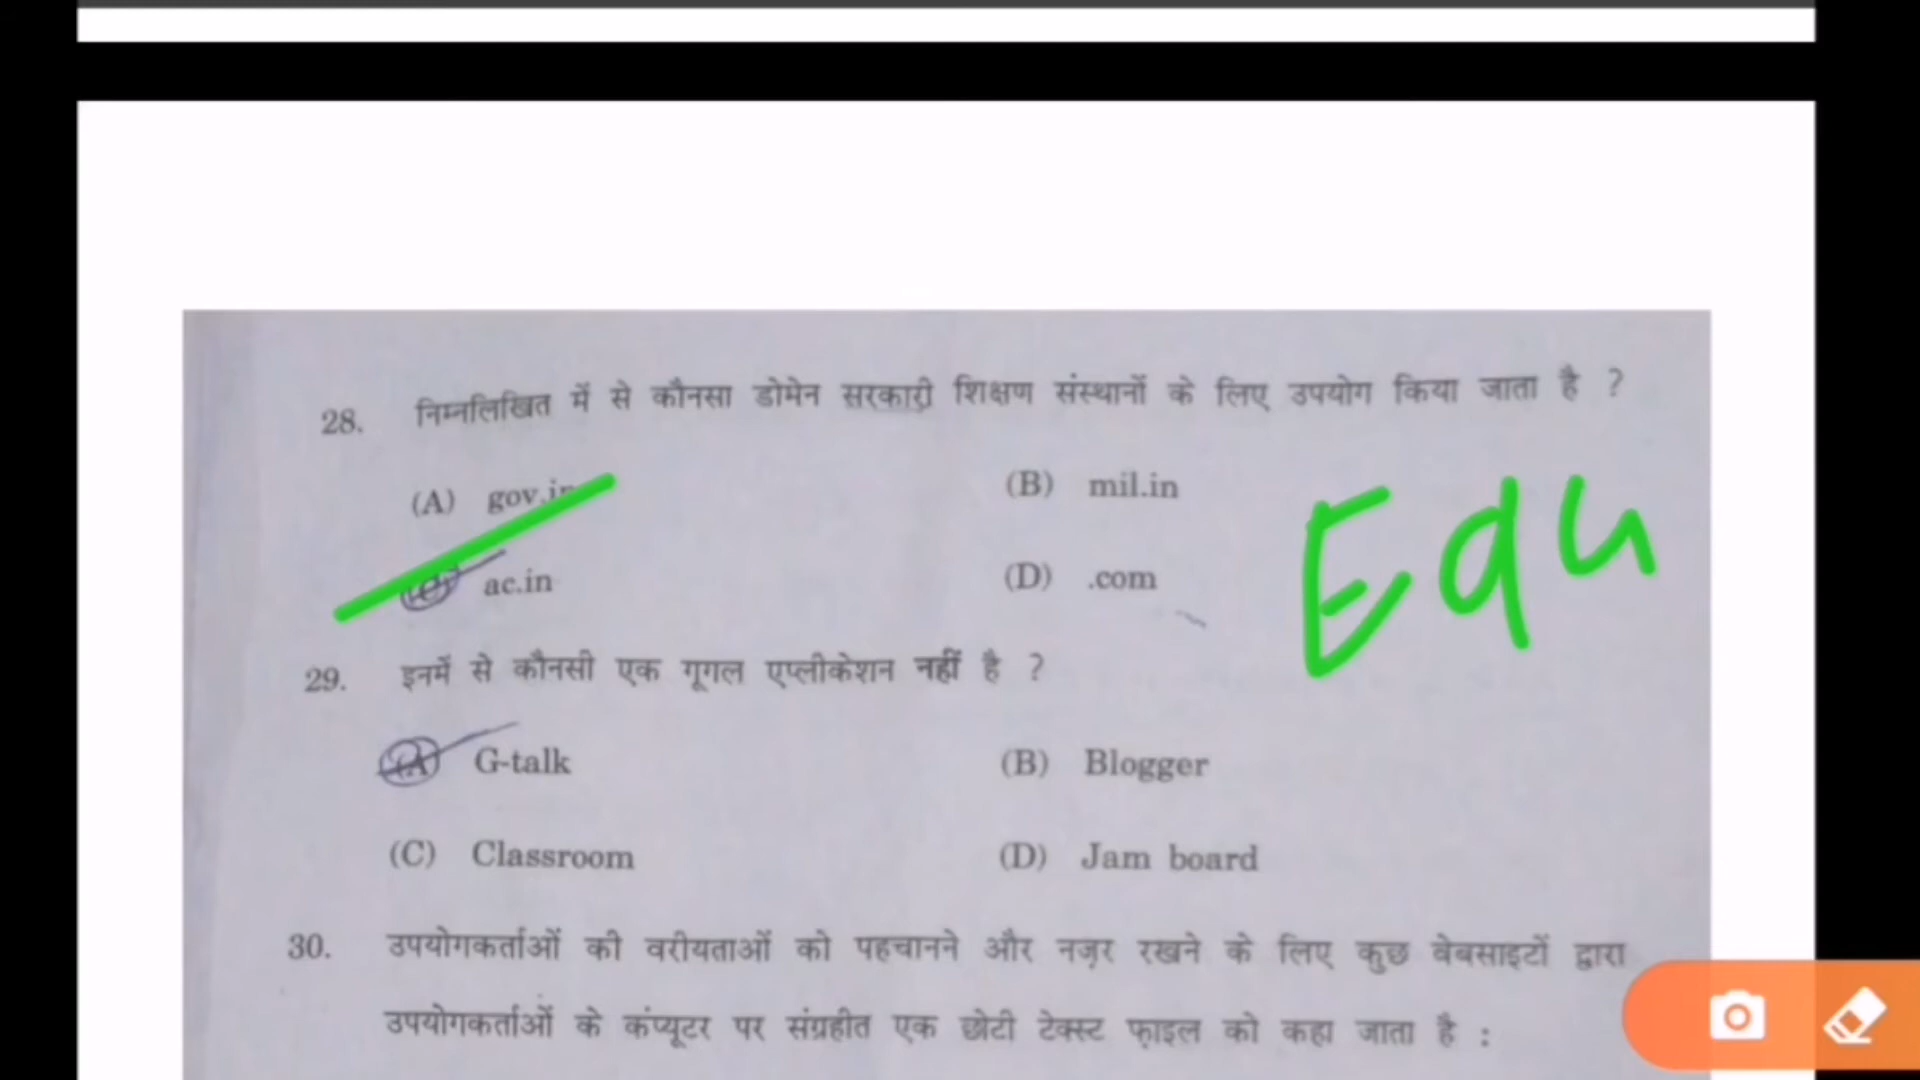 28. निम्नलिखित में से कौनसा डोमेन सरकारी शिक्षण संस्थानों के लिए उपयोग किया जाता है ?
(A) gov.in (B) mil.in
(C) ac.in (D) .com
Edu
29. इनमें से कौनसी एक गूगल एप्लीकेशन नहीं है ?
(A) G-talk (B) Blogger
(C) Classroom (D) Jam board
30. उपयोगकर्ताओं की वरीयताओं को पहचानने और नज़र रखने के लिए कुछ वेबसाइटों द्वारा
उपयोगकर्ताओं के कंप्यूटर पर संग्रहीत एक छोटी टेक्स्ट फ़ाइल को कहा जाता है :